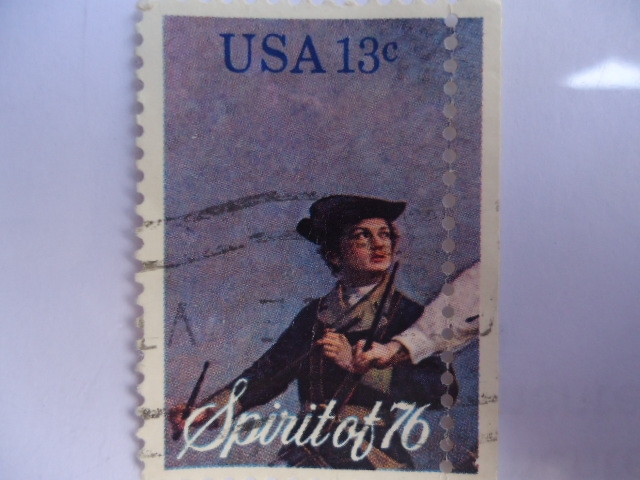 USA 13c
Spirit of '76